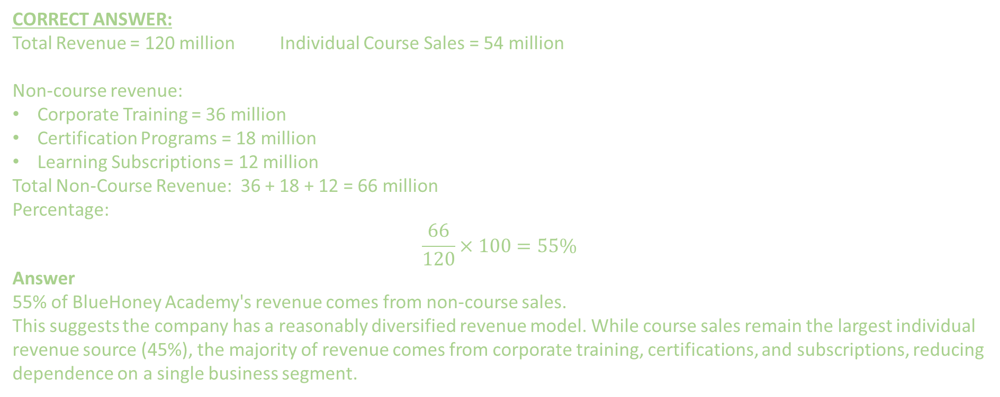 CORRECT ANSWER:
Total Revenue = 120 million Individual Course Sales = 54 million
Non-course revenue:
• Corporate Training = 36 million
• Certification Programs = 18 million
• Learning Subscriptions = 12 million
Total Non-Course Revenue: 36 + 18 + 12 = 66 million
Percentage:
66
120
× 100 = 55%
Answer
55% of BlueHoney Academy's revenue comes from non-course sales.
This suggests the company has a reasonably diversified revenue model. While course sales remain the largest individual
revenue source (45%), the majority of revenue comes from corporate training, certifications, and subscriptions, reducing
dependence on a single business segment.